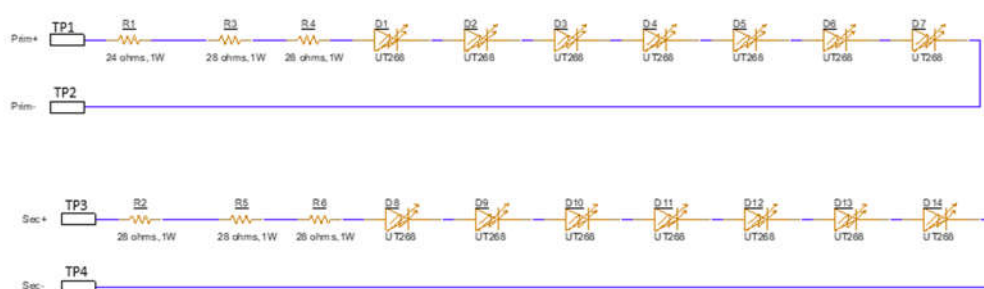 TP1 R1 R3 R4 D1 D2 D3 D4 D5 D6 D7
Prim+
24 ohms, 1W 28 ohms, 1W 28 ohms, 1W UT268 UT268 UT268 UT268 UT268 UT268 UT268
TP2
Prim-
TP3 R2 R5 R6 D8 D9 D10 D11 D12 D13 D14
Sec+
28 ohms, 1W 28 ohms, 1W 28 ohms, 1W UT268 UT268 UT268 UT268 UT268 UT268 UT268
TP4
Sec-